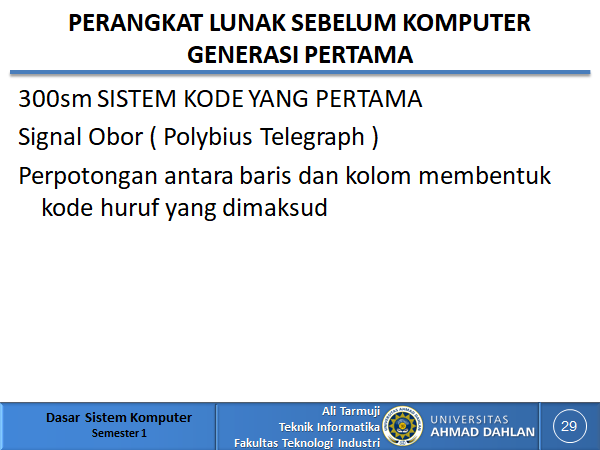 PERANGKAT LUNAK SEBELUM KOMPUTER
GENERASI PERTAMA
300sm SISTEM KODE YANG PERTAMA
Signal Obor ( Polybius Telegraph )
Perpotongan antara baris dan kolom membentuk
kode huruf yang dimaksud
Dasar Sistem Komputer
Semester 1
Ali Tarmuji
Teknik Informatika
Fakultas Teknologi Industri
UNIVERSITAS
AHMAD DAHLAN
29